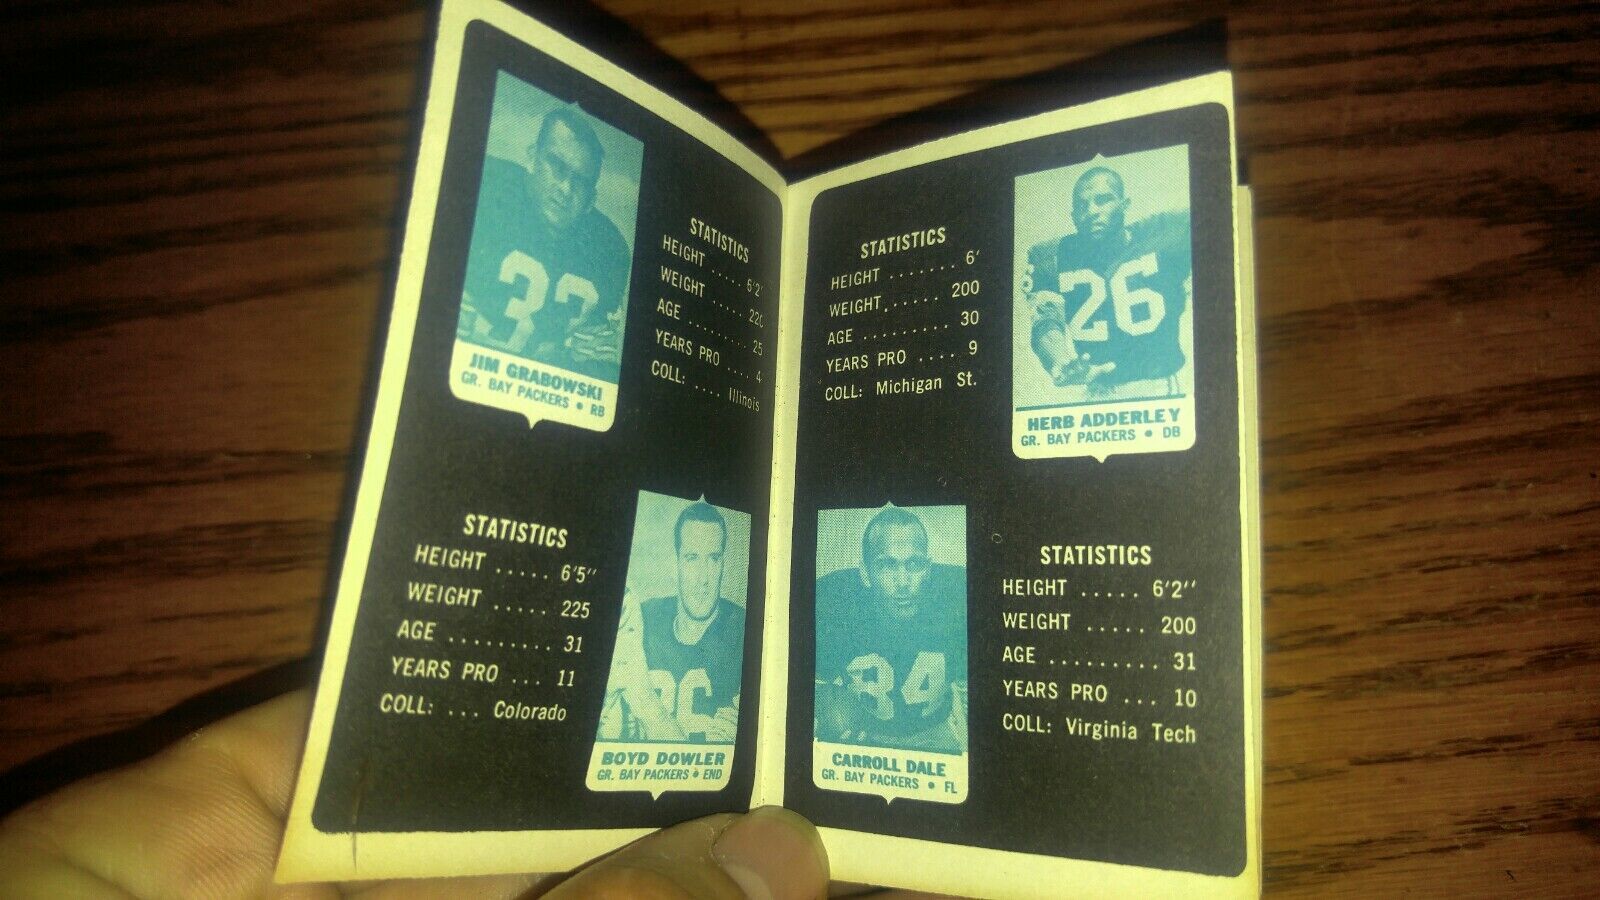 33
JIM GRABOWSKI
GR. BAY PACKERS • RB
STATISTICS
HEIGHT ..... 6'2'
WEIGHT ..... 220
AGE ........ 25
YEARS PRO .... 4
COLL: .... Illinois
STATISTICS
HEIGHT ..... 6'5''
WEIGHT ..... 225
AGE ........ 31
YEARS PRO ... 11
COLL: ... Colorado
86
BOYD DOWLER
GR. BAY PACKERS • END
STATISTICS
HEIGHT ....... 6'
WEIGHT ...... 200
AGE ......... 30
YEARS PRO .... 9
COLL: Michigan St.
26
HERB ADDERLEY
GR. BAY PACKERS • DB
84
CARROLL DALE
GR. BAY PACKERS • FL
STATISTICS
HEIGHT ..... 6'2''
WEIGHT ..... 200
AGE ......... 31
YEARS PRO ... 10
COLL: Virginia Tech